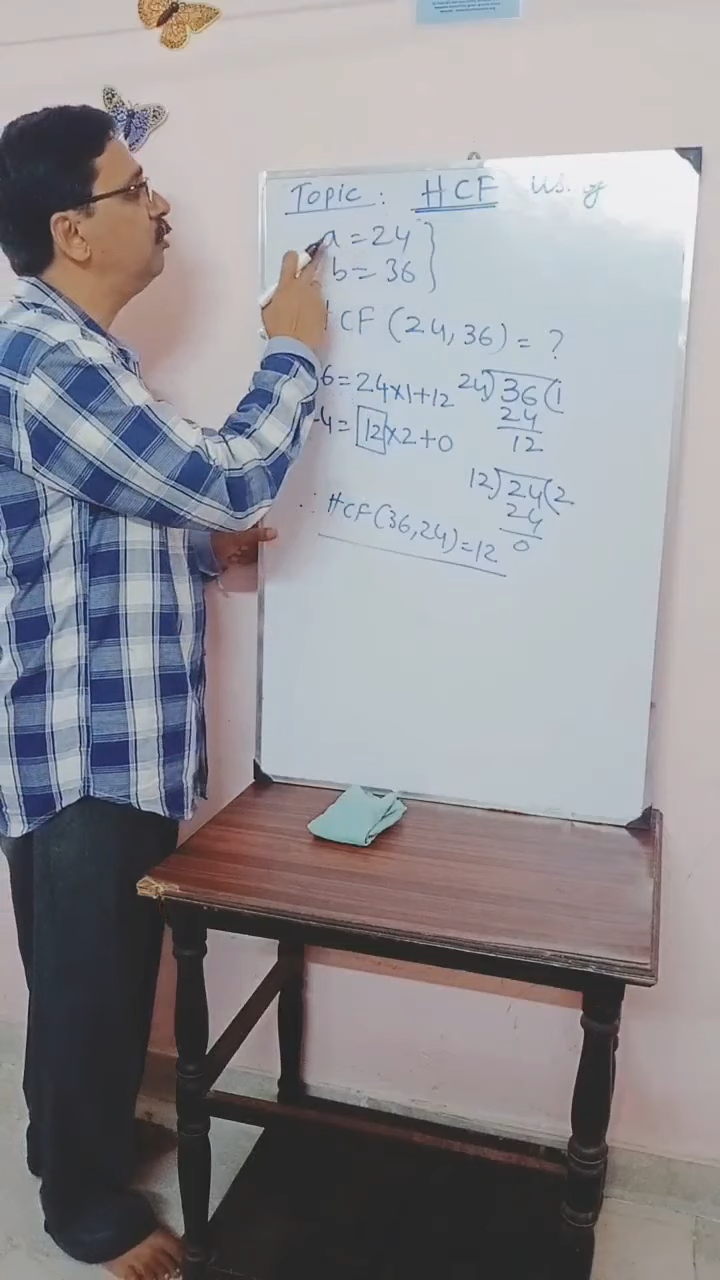 Topic : HCF
a = 24
b = 36
HCF (24, 36) = ?
6 = 24 x 1 + 12
4 = 12 x 2 + 0
∴ HCF (36, 24) = 12
24) 36 (1
24
12
12) 24 (2
24
0